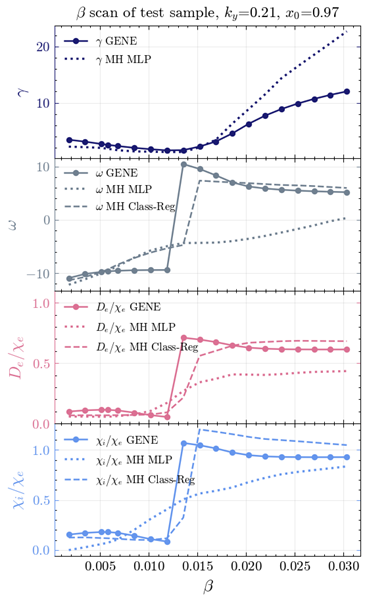 β scan of test sample, k_y=0.21, x_0=0.97
γ GENE
γ MH MLP
20
10
γ
ω GENE
ω MH MLP
ω MH Class-Reg
10
0
−10
ω
D_e/χ_e GENE
D_e/χ_e MH MLP
D_e/χ_e MH Class-Reg
1.0
0.5
0.0
D_e/χ_e
χ_i/χ_e GENE
χ_i/χ_e MH MLP
χ_i/χ_e MH Class-Reg
1.0
0.5
0.0
χ_i/χ_e
0.005 0.010 0.015 0.020 0.025 0.030
β